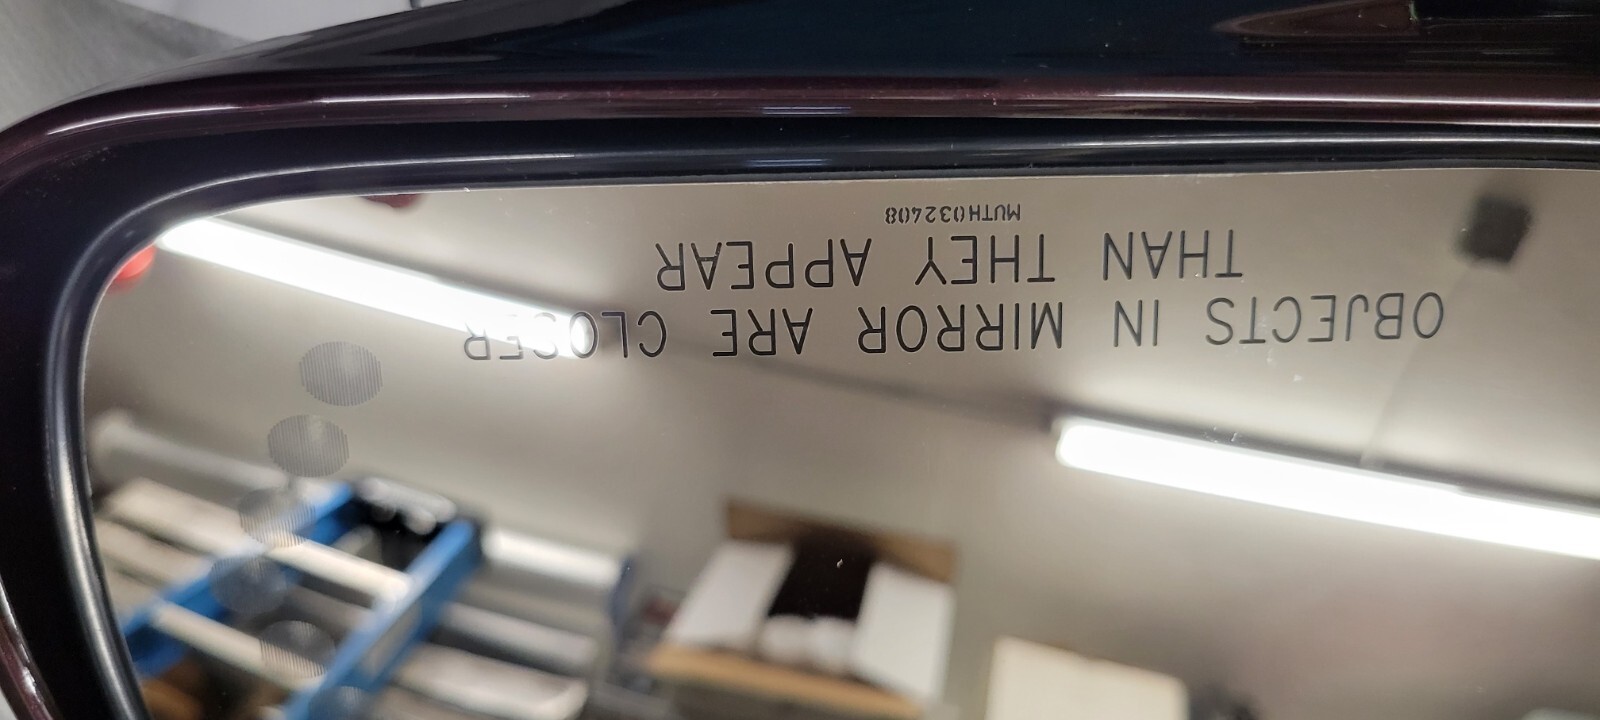 OBJECTS IN MIRROR ARE CLOSER
THAN THEY APPEAR
MUTH032408